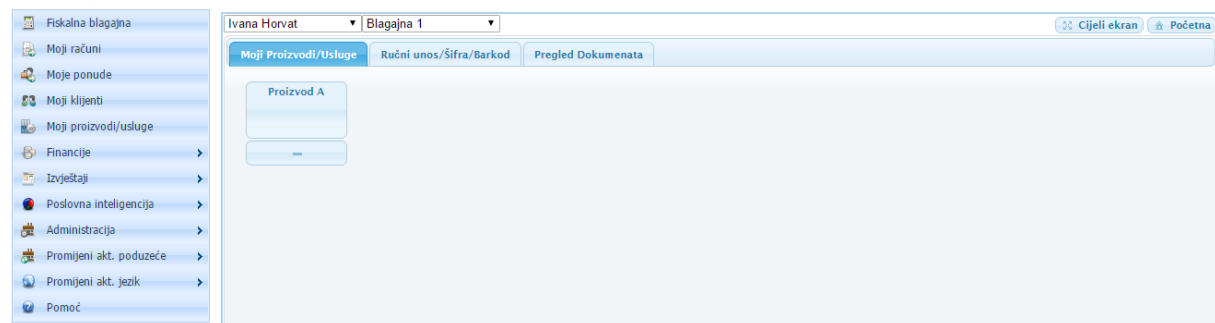 Fiskalna blagajna
Moji računi
Moje ponude
Moji klijenti
Moji proizvodi/usluge
Financije
Izvještaji
Poslovna inteligencija
Administracija
Promijeni akt. poduzeće
Promijeni akt. jezik
Pomoć
Ivana Horvat Blagajna 1 Cijeli ekran Početna
Moji Proizvodi/Usluge Ručni unos/Šifra/Barkod Pregled Dokumenata
Proizvod A
–